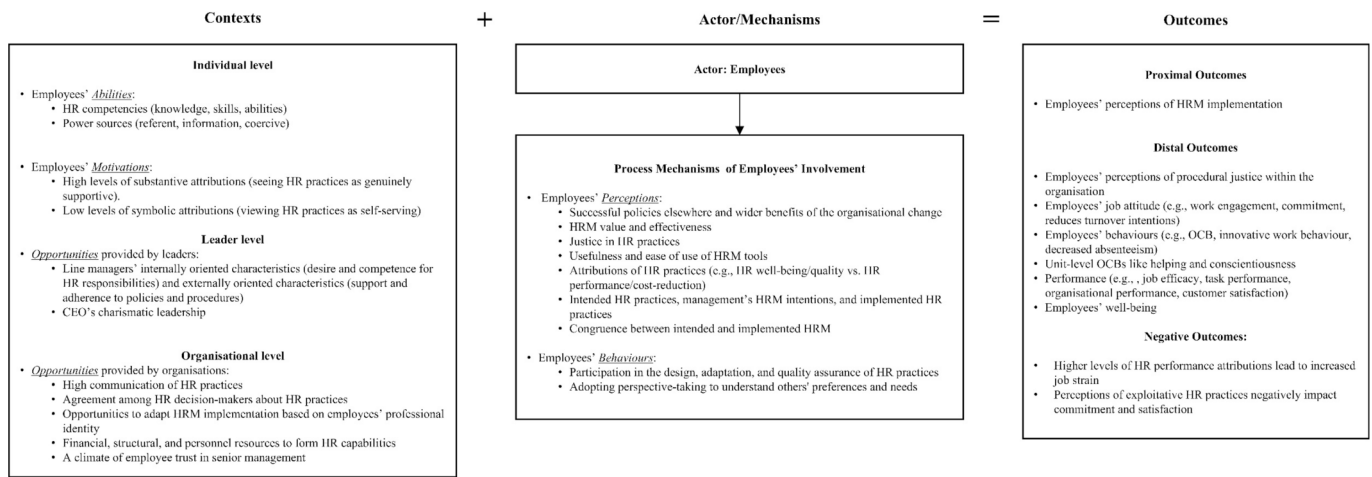 Contexts
+
Actor/Mechanisms
=
Outcomes
Individual level
• Employees' Abilities:
• HR competencies (knowledge, skills, abilities)
• Power sources (referent, information, coercive)
• Employees' Motivations:
• High levels of substantive attributions (seeing HR practices as genuinely
supportive).
• Low levels of symbolic attributions (viewing HR practices as self-serving)
Leader level
• Opportunities provided by leaders:
• Line managers' internally oriented characteristics (desire and competence for
HR responsibilities) and externally oriented characteristics (support and
adherence to policies and procedures)
• CEO's charismatic leadership
Organisational level
• Opportunities provided by organisations:
• High communication of HR practices
• Agreement among HR decision-makers about HR practices
• Opportunities to adapt HRM implementation based on employees' professional
identity
• Financial, structural, and personnel resources to form HR capabilities
• A climate of employee trust in senior management
Actor: Employees
Process Mechanisms of Employees' Involvement
• Employees' Perceptions:
• Successful policies elsewhere and wider benefits of the organisational change
• HRM value and effectiveness
• Justice in HR practices
• Usefulness and ease of use of HRM tools
• Attributions of HR practices (e.g., HR well-being/quality vs. HR
performance/cost-reduction)
• Intended HR practices, management's HRM intentions, and implemented HR
practices
• Congruence between intended and implemented HRM
• Employees' Behaviours:
• Participation in the design, adaptation, and quality assurance of HR practices
• Adopting perspective-taking to understand others' preferences and needs
Proximal Outcomes
• Employees' perceptions of HRM implementation
Distal Outcomes
• Employees' perceptions of procedural justice within the
organisation
• Employees' job attitude (e.g., work engagement, commitment,
reduces turnover intentions)
• Employees' behaviours (e.g., OCB, innovative work behaviour,
decreased absenteeism)
• Unit-level OCBs like helping and conscientiousness
• Performance (e.g., , job efficacy, task performance,
organisational performance, customer satisfaction)
• Employees' well-being
Negative Outcomes:
• Higher levels of HR performance attributions lead to increased
job strain
• Perceptions of exploitative HR practices negatively impact
commitment and satisfaction